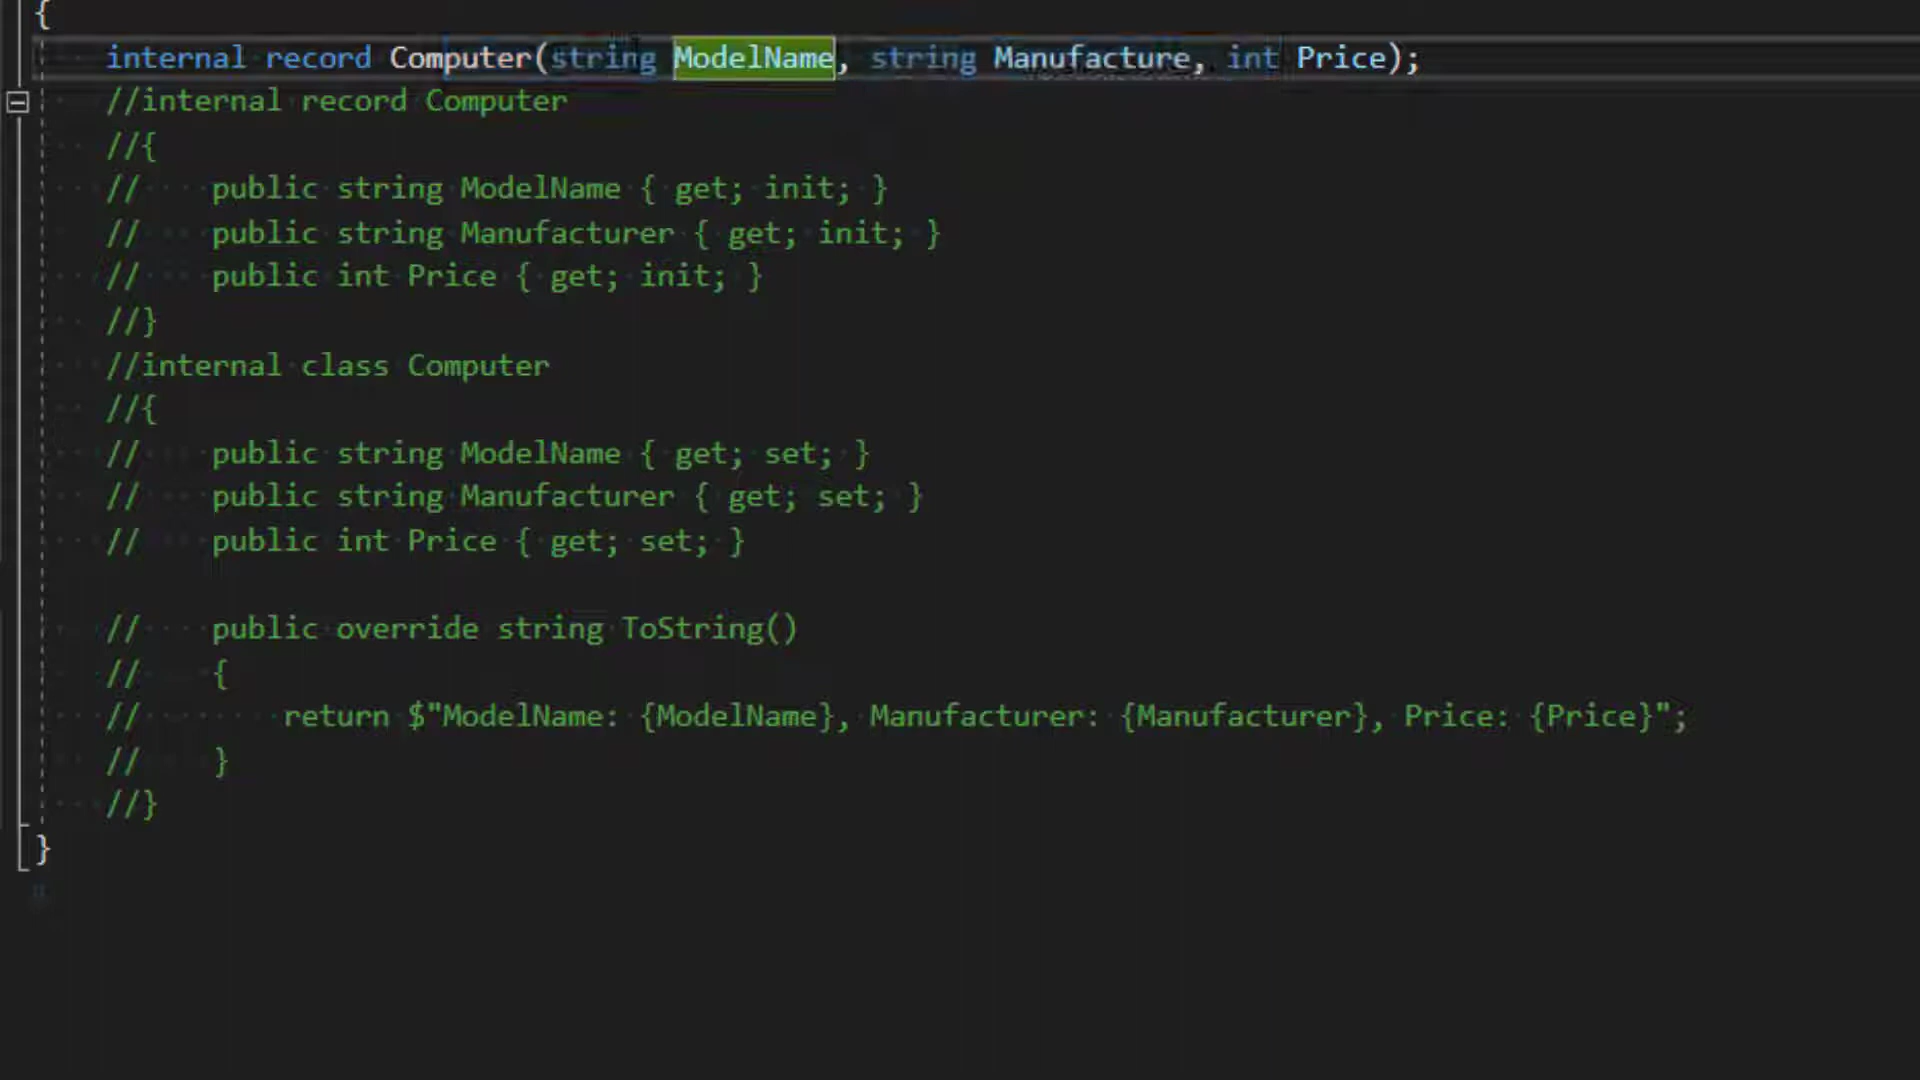 {
internal record Computer(string ModelName, string Manufacture, int Price);
//internal record Computer
//{
//    public string ModelName { get; init; }
//    public string Manufacturer { get; init; }
//    public int Price { get; init; }
//}
//internal class Computer
//{
//    public string ModelName { get; set; }
//    public string Manufacturer { get; set; }
//    public int Price { get; set; }
//    public override string ToString()
//    {
//        return $"ModelName: {ModelName}, Manufacturer: {Manufacturer}, Price: {Price}";
//    }
//}
}